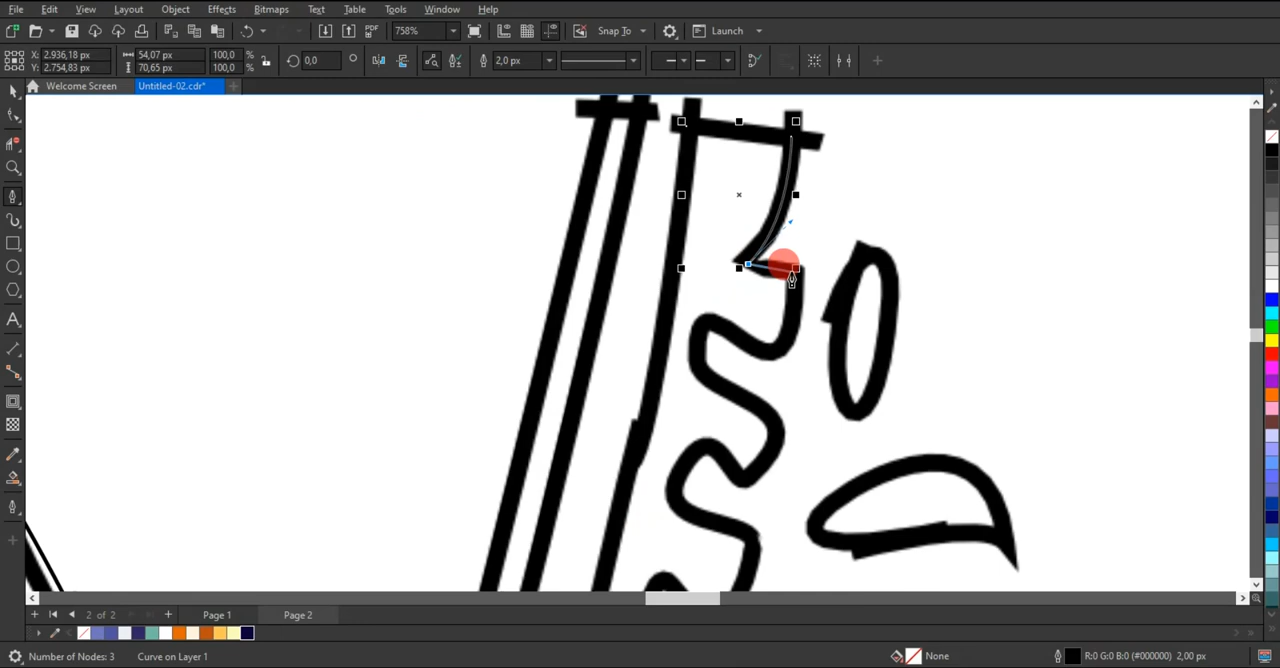 File Edit View Layout Object Effects Bitmaps Text Table Tools Window Help
758% PDF Snap To Launch
X: 2.936,18 px 54,07 px 100,0 % 0,0 2,0 px
Y: 2.754,83 px 70,65 px 100,0 %
Welcome Screen Untitled-02.cdr*
2 of 2 Page 1 Page 2
Number of Nodes: 3 Curve on Layer 1 None R:0 G:0 B:0 (#000000) 2,00 px